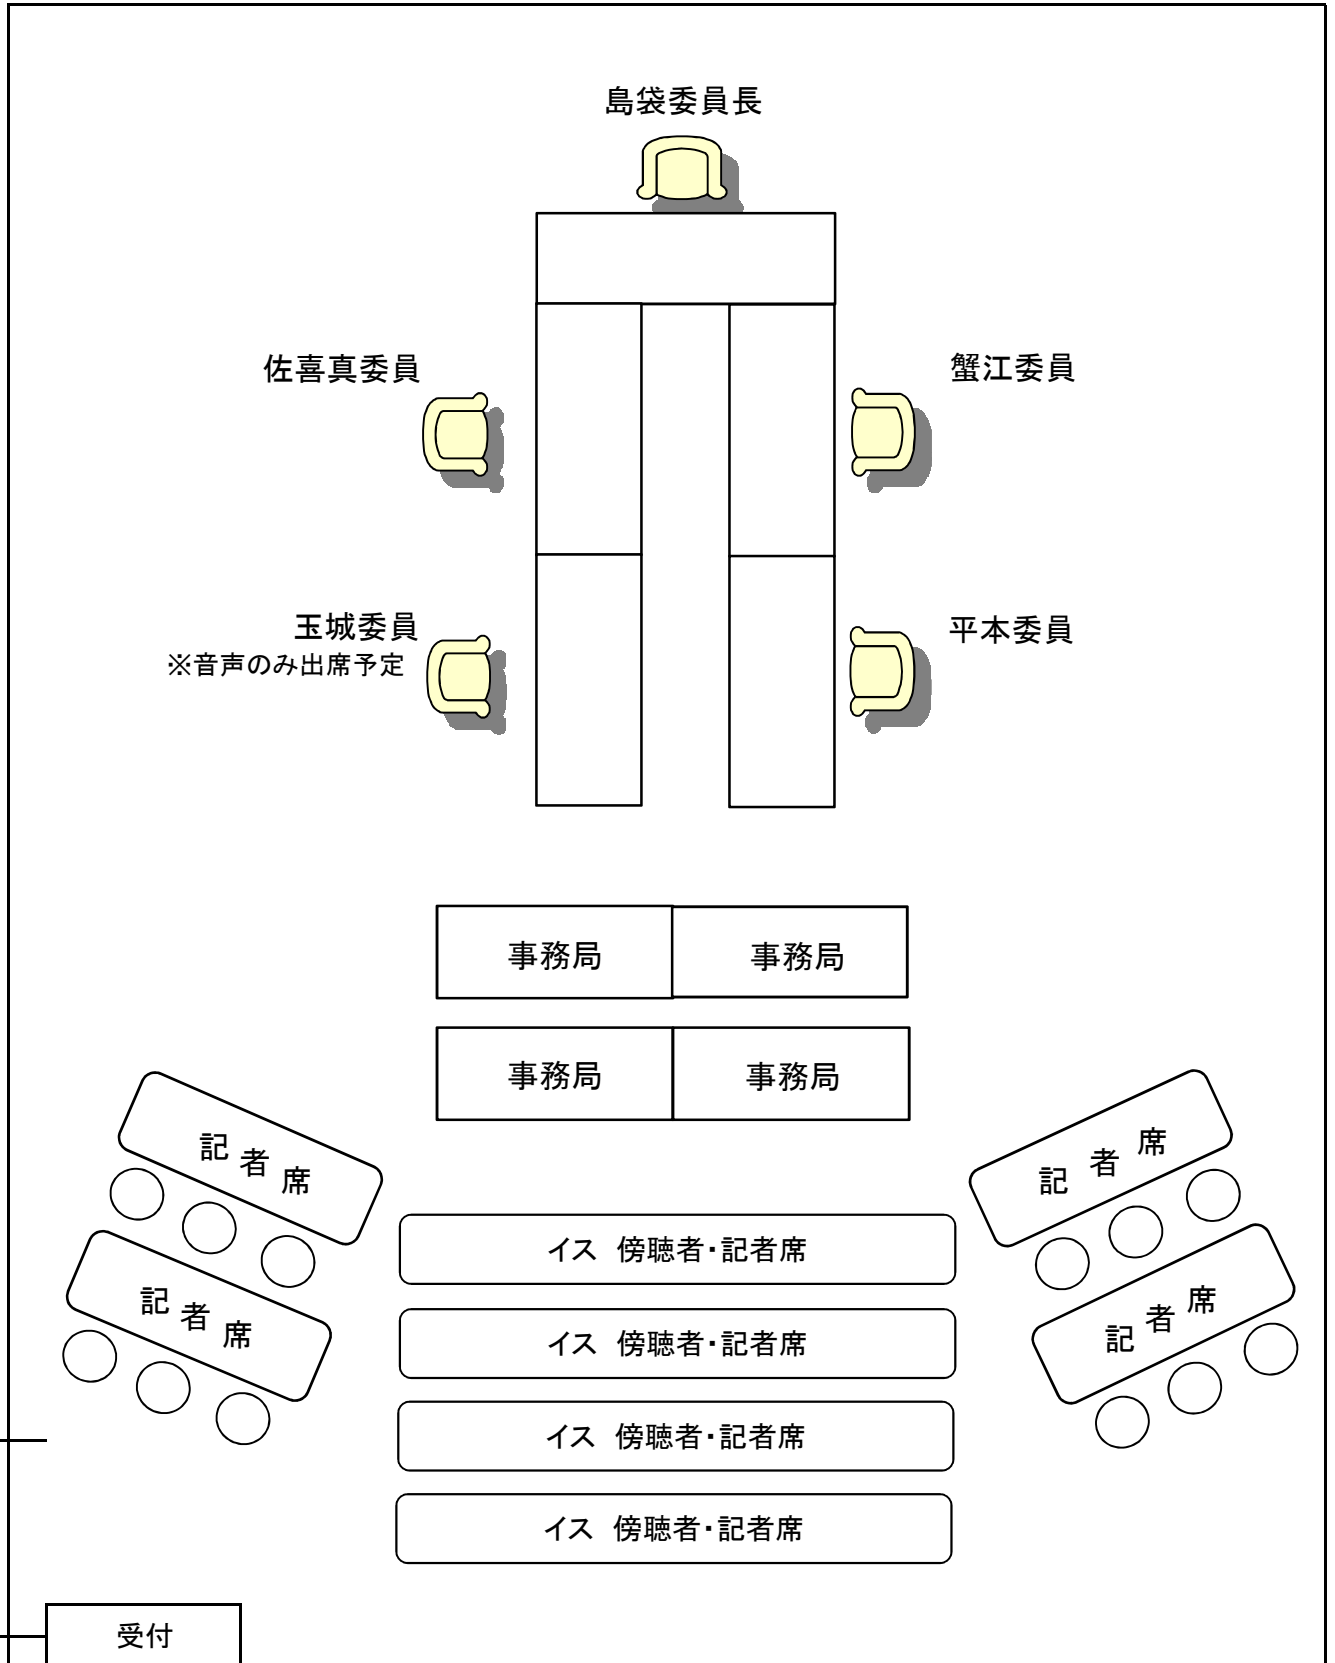 島袋委員長
佐喜真委員
蟹江委員
玉城委員
※音声のみ出席予定
平本委員
事務局
事務局
事務局
事務局
記者席
記者席
記者席
記者席
イス 傍聴者・記者席
イス 傍聴者・記者席
イス 傍聴者・記者席
イス 傍聴者・記者席
受付